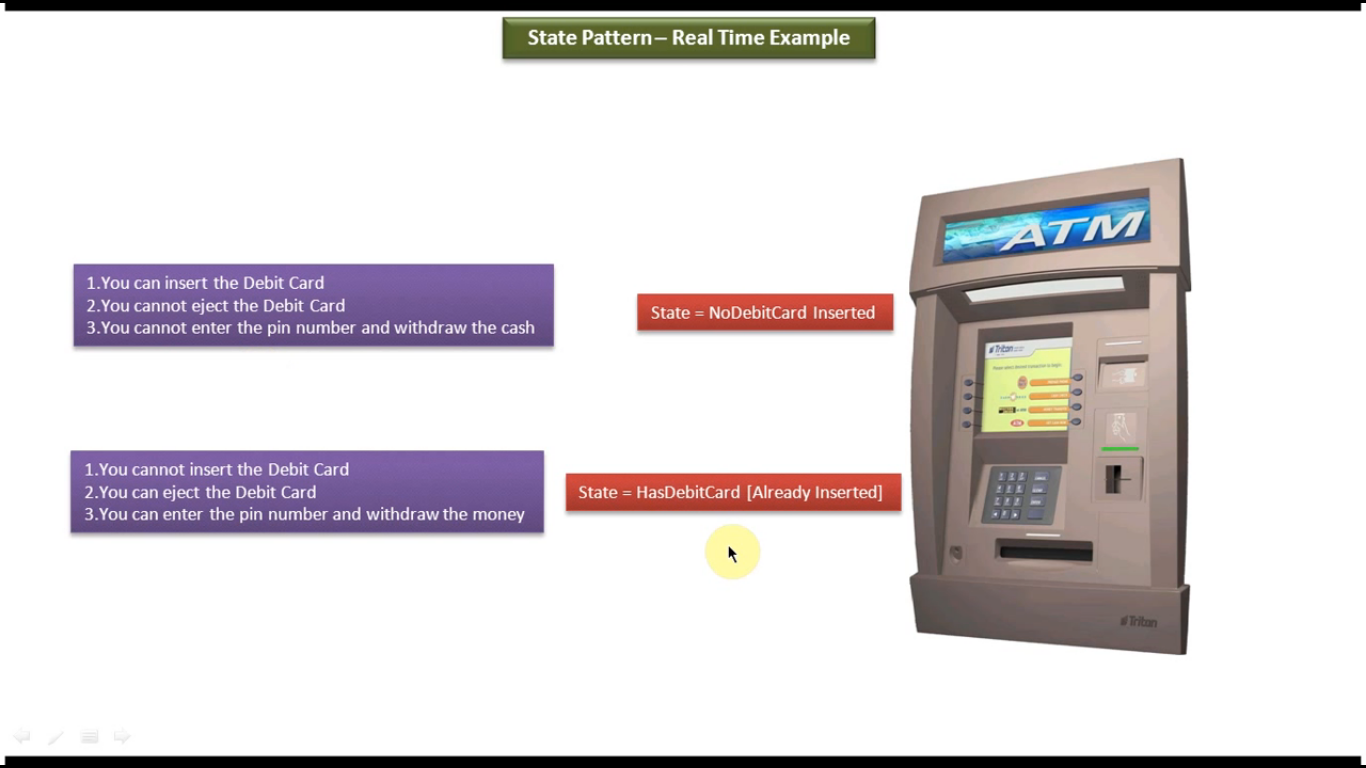 State Pattern – Real Time Example
1.You can insert the Debit Card
2.You cannot eject the Debit Card
3.You cannot enter the pin number and withdraw the cash
State = NoDebitCard Inserted
1.You cannot insert the Debit Card
2.You can eject the Debit Card
3.You can enter the pin number and withdraw the money
State = HasDebitCard [Already Inserted]
ATM
Triton
Triton